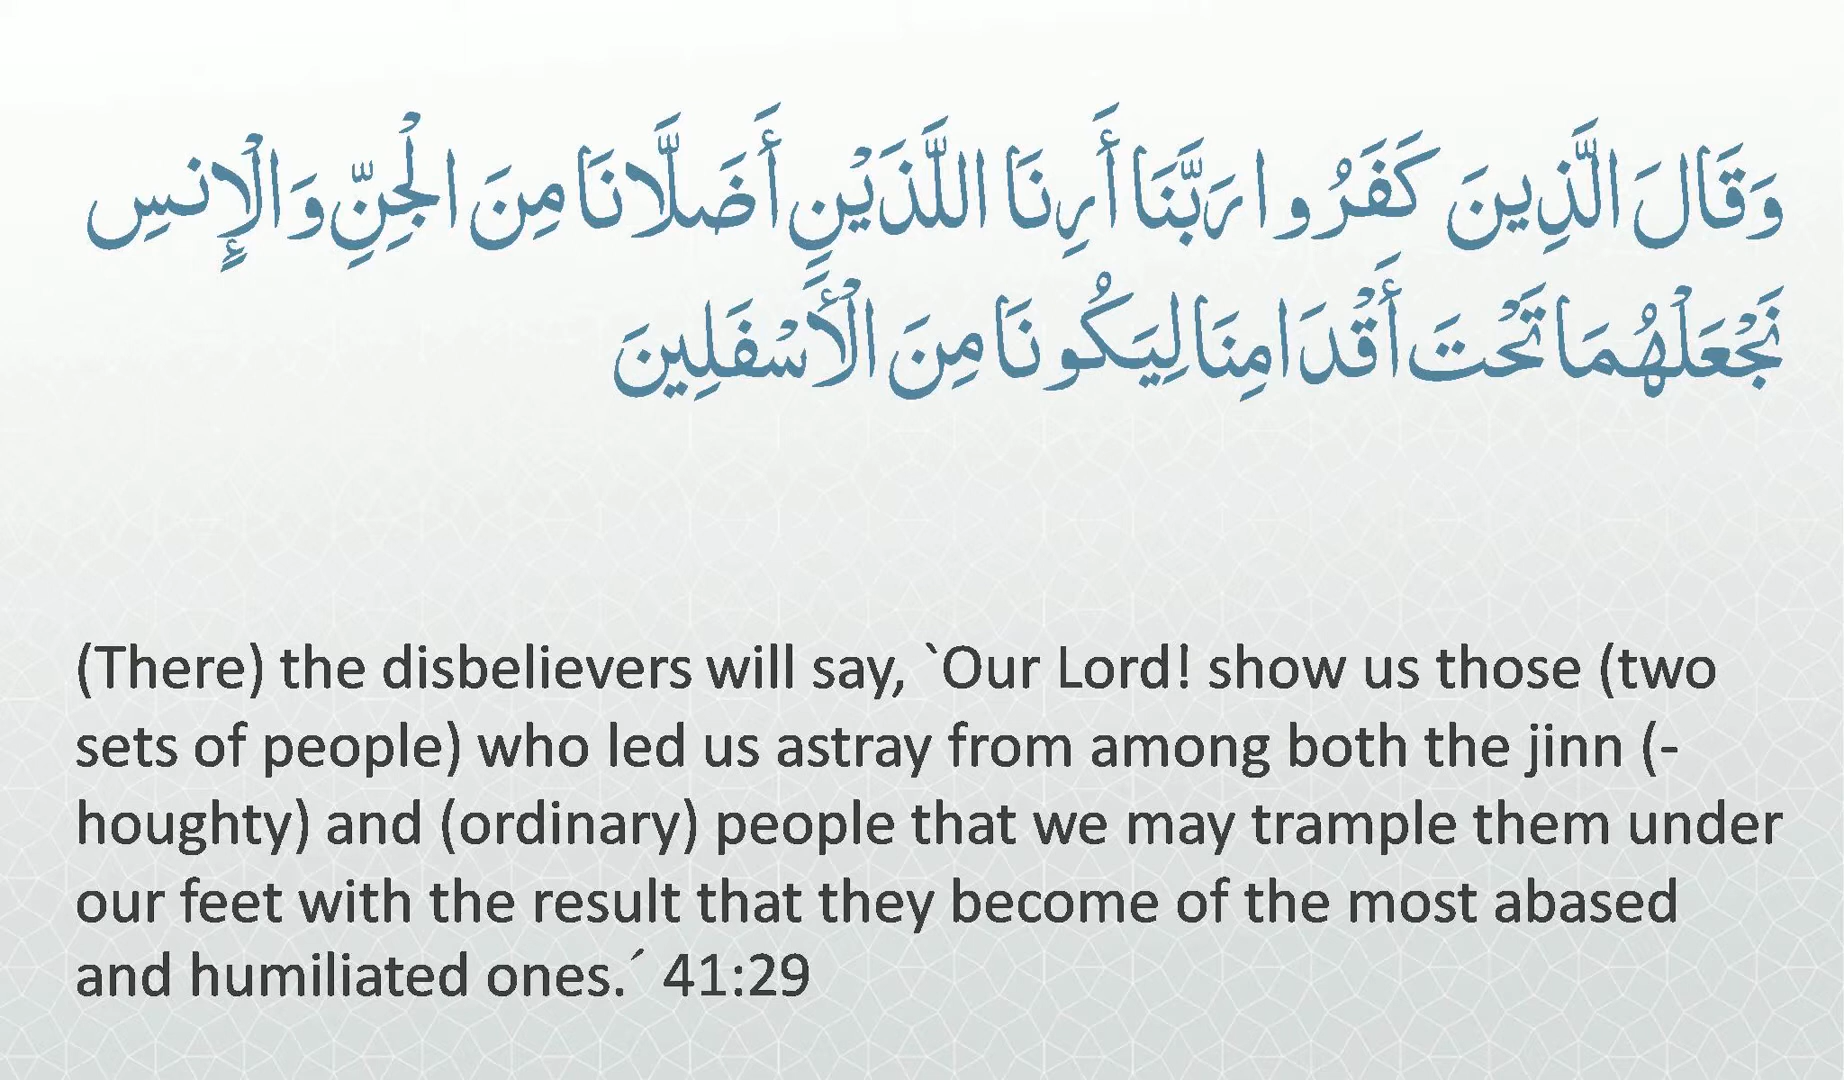 وَقَالَ الَّذِينَ كَفَرُوا رَبَّنَا أَرِنَا اللَّذَيْنِ أَضَلَّانَا مِنَ الْجِنِّ وَالْإِنسِ
نَجْعَلْهُمَا تَحْتَ أَقْدَامِنَا لِيَكُونَا مِنَ الْأَسْفَلِينَ
(There) the disbelievers will say, `Our Lord! show us those (two
sets of people) who led us astray from among both the jinn (-
houghty) and (ordinary) people that we may trample them under
our feet with the result that they become of the most abased
and humiliated ones.´ 41:29